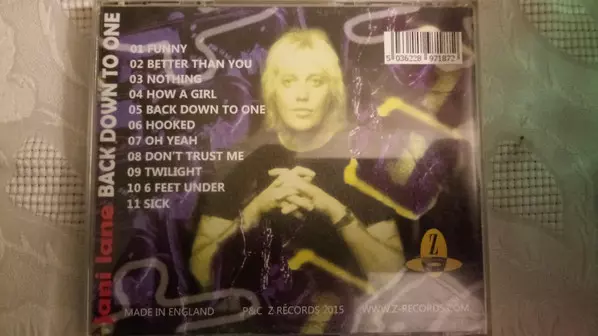 Jani lane BACK DOWN TO ONE
01 FUNNY
02 BETTER THAN YOU
03 NOTHING
04 HOW A GIRL
05 BACK DOWN TO ONE
06 HOOKED
07 OH YEAH
08 DON'T TRUST ME
09 TWILIGHT
10 6 FEET UNDER
11 SICK
5 036228 971872
Z
MADE IN ENGLAND
P&C Z RECORDS 2015
WWW.Z-RECORDS.COM